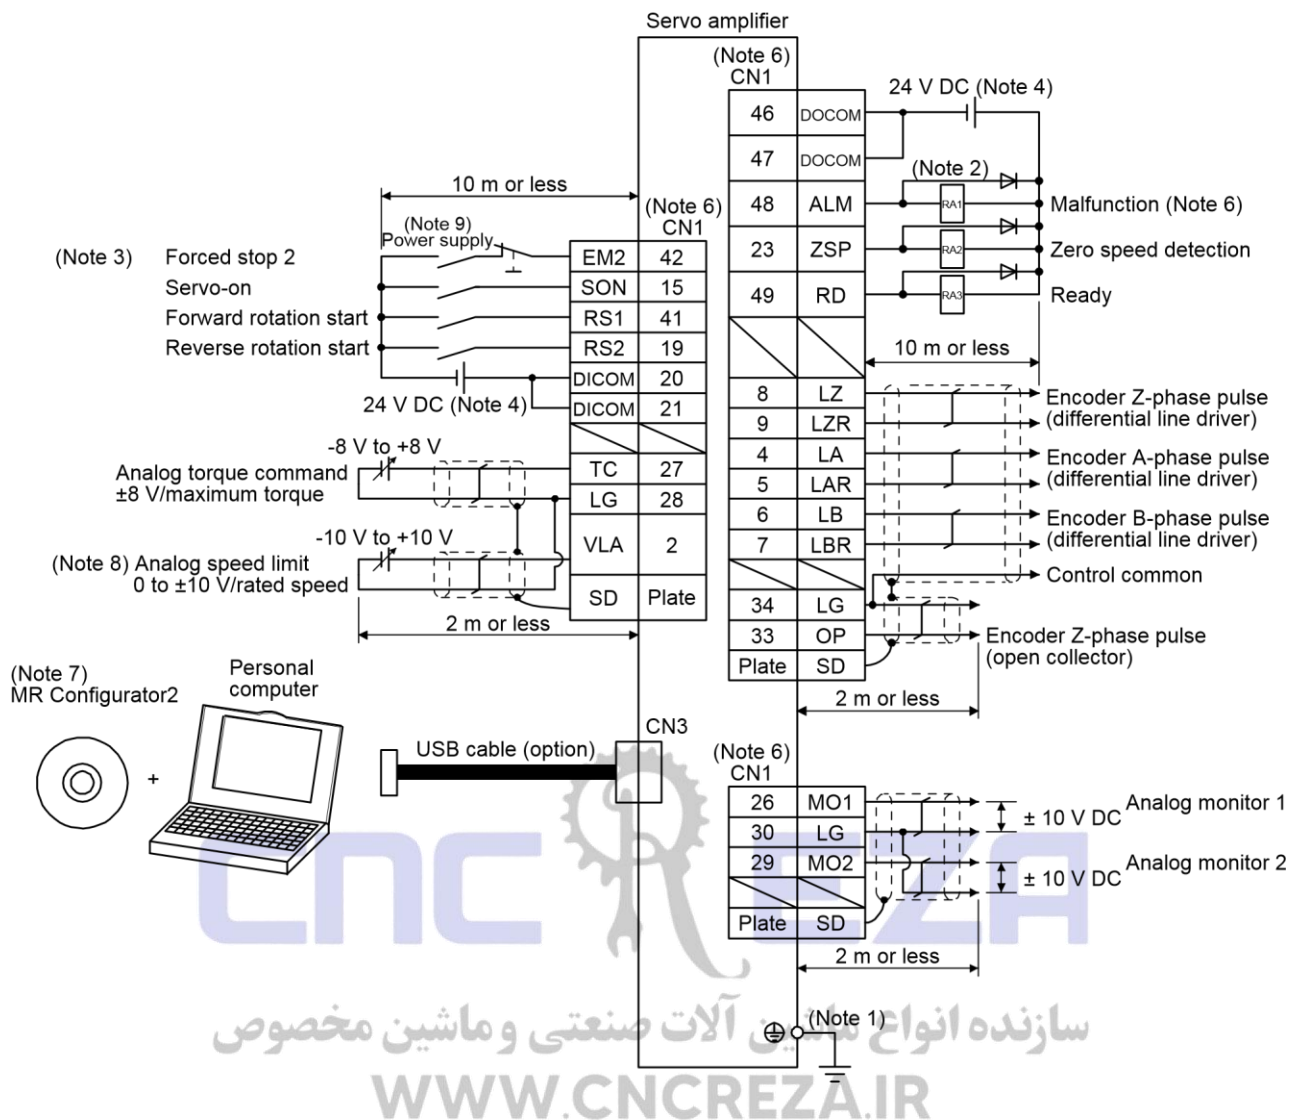 Servo amplifier
(Note 6)
CN1
24 V DC (Note 4)
46 DOCOM
47 DOCOM
(Note 2)
48 ALM RA1 Malfunction (Note 6)
23 ZSP RA2 Zero speed detection
49 RD RA3 Ready
10 m or less
8 LZ
9 LZR
Encoder Z-phase pulse
(differential line driver)
4 LA
5 LAR
Encoder A-phase pulse
(differential line driver)
6 LB
7 LBR
Encoder B-phase pulse
(differential line driver)
Control common
34 LG
33 OP
Encoder Z-phase pulse
(open collector)
Plate SD
2 m or less
10 m or less
(Note 6)
CN1
(Note 9)
Power supply
(Note 3) Forced stop 2 EM2 42
Servo-on SON 15
Forward rotation start RS1 41
Reverse rotation start RS2 19
DICOM 20
24 V DC (Note 4) DICOM 21
-8 V to +8 V
Analog torque command
±8 V/maximum torque
TC 27
LG 28
-10 V to +10 V
VLA 2
(Note 8) Analog speed limit
0 to ±10 V/rated speed
SD Plate
2 m or less
(Note 7)
MR Configurator2
+
Personal
computer
USB cable (option)
CN3
(Note 6)
CN1
26 MO1 Analog monitor 1
± 10 V DC
30 LG
29 MO2 Analog monitor 2
± 10 V DC
Plate SD
2 m or less
(Note 1)
CNC REZA
سازنده انواع ماشین آلات صنعتی و ماشین مخصوص
WWW.CNCREZA.IR